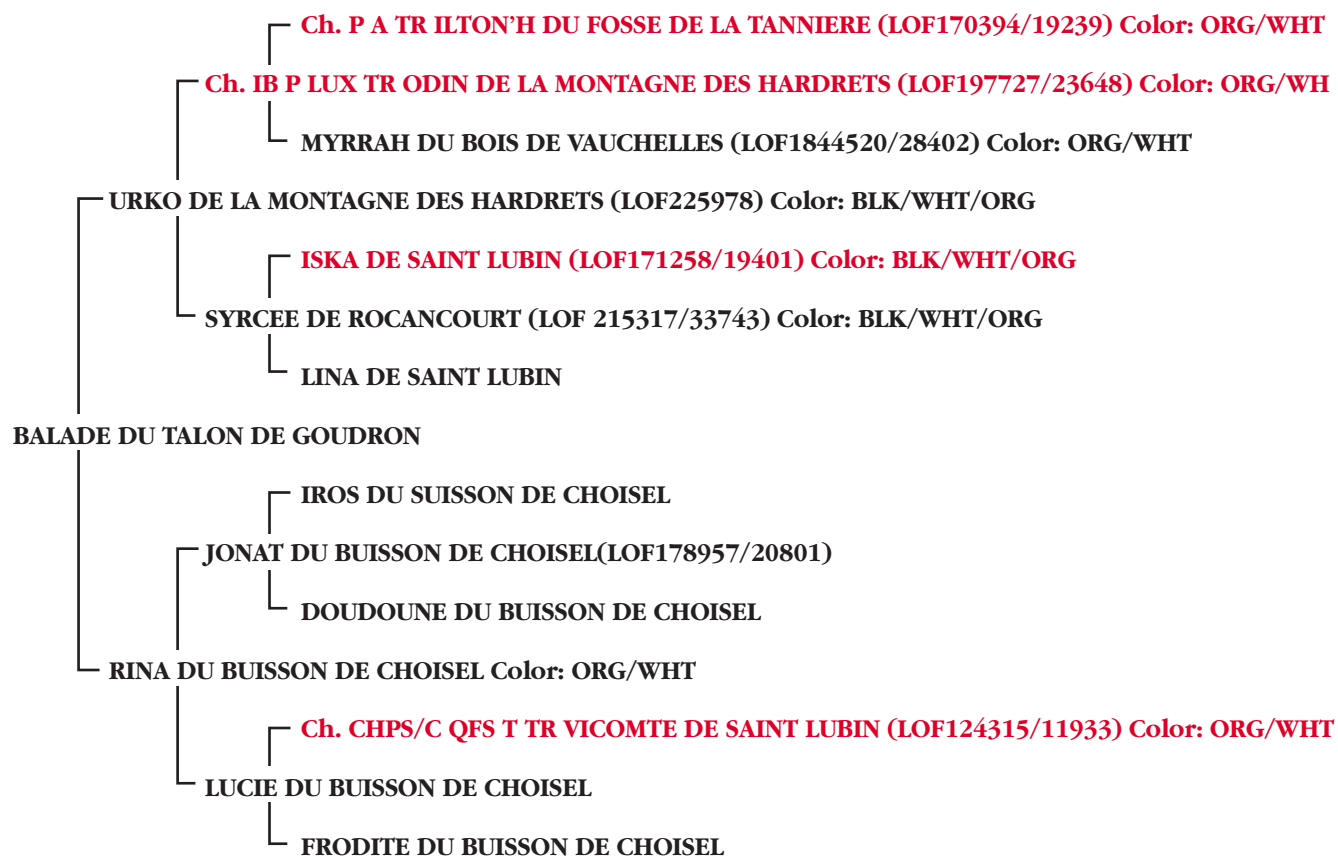 Ch. P A TR ILTON'H DU FOSSE DE LA TANNIERE (LOF170394/19239) Color: ORG/WHT
Ch. IB P LUX TR ODIN DE LA MONTAGNE DES HARDRETS (LOF197727/23648) Color: ORG/WH
MYRRAH DU BOIS DE VAUCHELLES (LOF1844520/28402) Color: ORG/WHT
URKO DE LA MONTAGNE DES HARDRETS (LOF225978) Color: BLK/WHT/ORG
ISKA DE SAINT LUBIN (LOF171258/19401) Color: BLK/WHT/ORG
SYRCEE DE ROCANCOURT (LOF 215317/33743) Color: BLK/WHT/ORG
LINA DE SAINT LUBIN
BALADE DU TALON DE GOUDRON
IROS DU SUISSON DE CHOISEL
JONAT DU BUISSON DE CHOISEL(LOF178957/20801)
DOUDOUNE DU BUISSON DE CHOISEL
RINA DU BUISSON DE CHOISEL Color: ORG/WHT
Ch. CHPS/C QFS T TR VICOMTE DE SAINT LUBIN (LOF124315/11933) Color: ORG/WHT
LUCIE DU BUISSON DE CHOISEL
FRODITE DU BUISSON DE CHOISEL